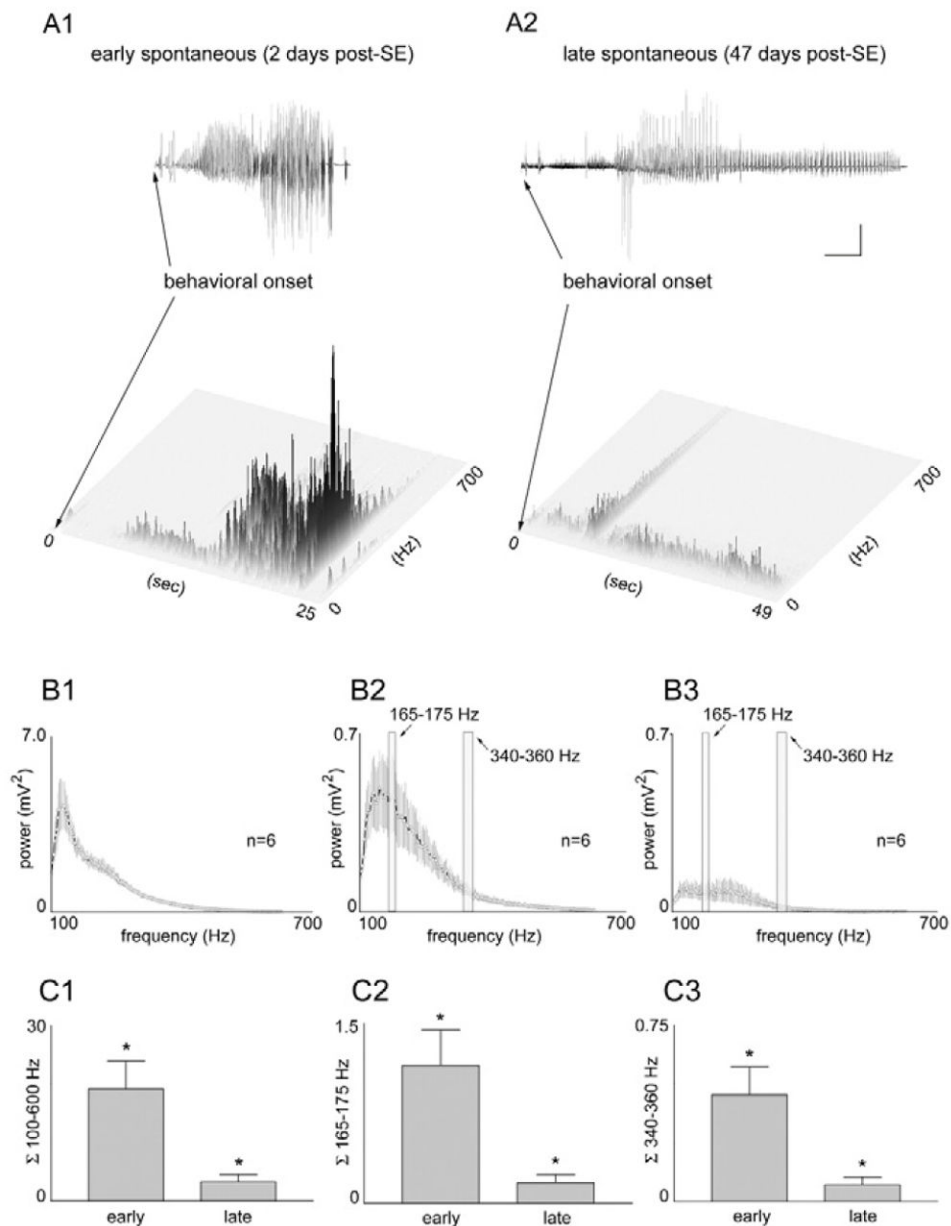 A1
early spontaneous (2 days post-SE)
A2
late spontaneous (47 days post-SE)
behavioral onset
behavioral onset
0
(sec)
25
0
(Hz)
700
0
(sec)
49
0
(Hz)
700
B1
7.0
power (mV²)
0
100
frequency (Hz)
700
n=6
B2
0.7
power (mV²)
0
100
frequency (Hz)
700
165-175 Hz
340-360 Hz
n=6
B3
0.7
power (mV²)
0
100
frequency (Hz)
700
165-175 Hz
340-360 Hz
n=6
C1
30
Σ 100-600 Hz
0
*
*
early
late
C2
1.5
Σ 165-175 Hz
0
*
*
early
late
C3
0.75
Σ 340-360 Hz
0
*
*
early
late